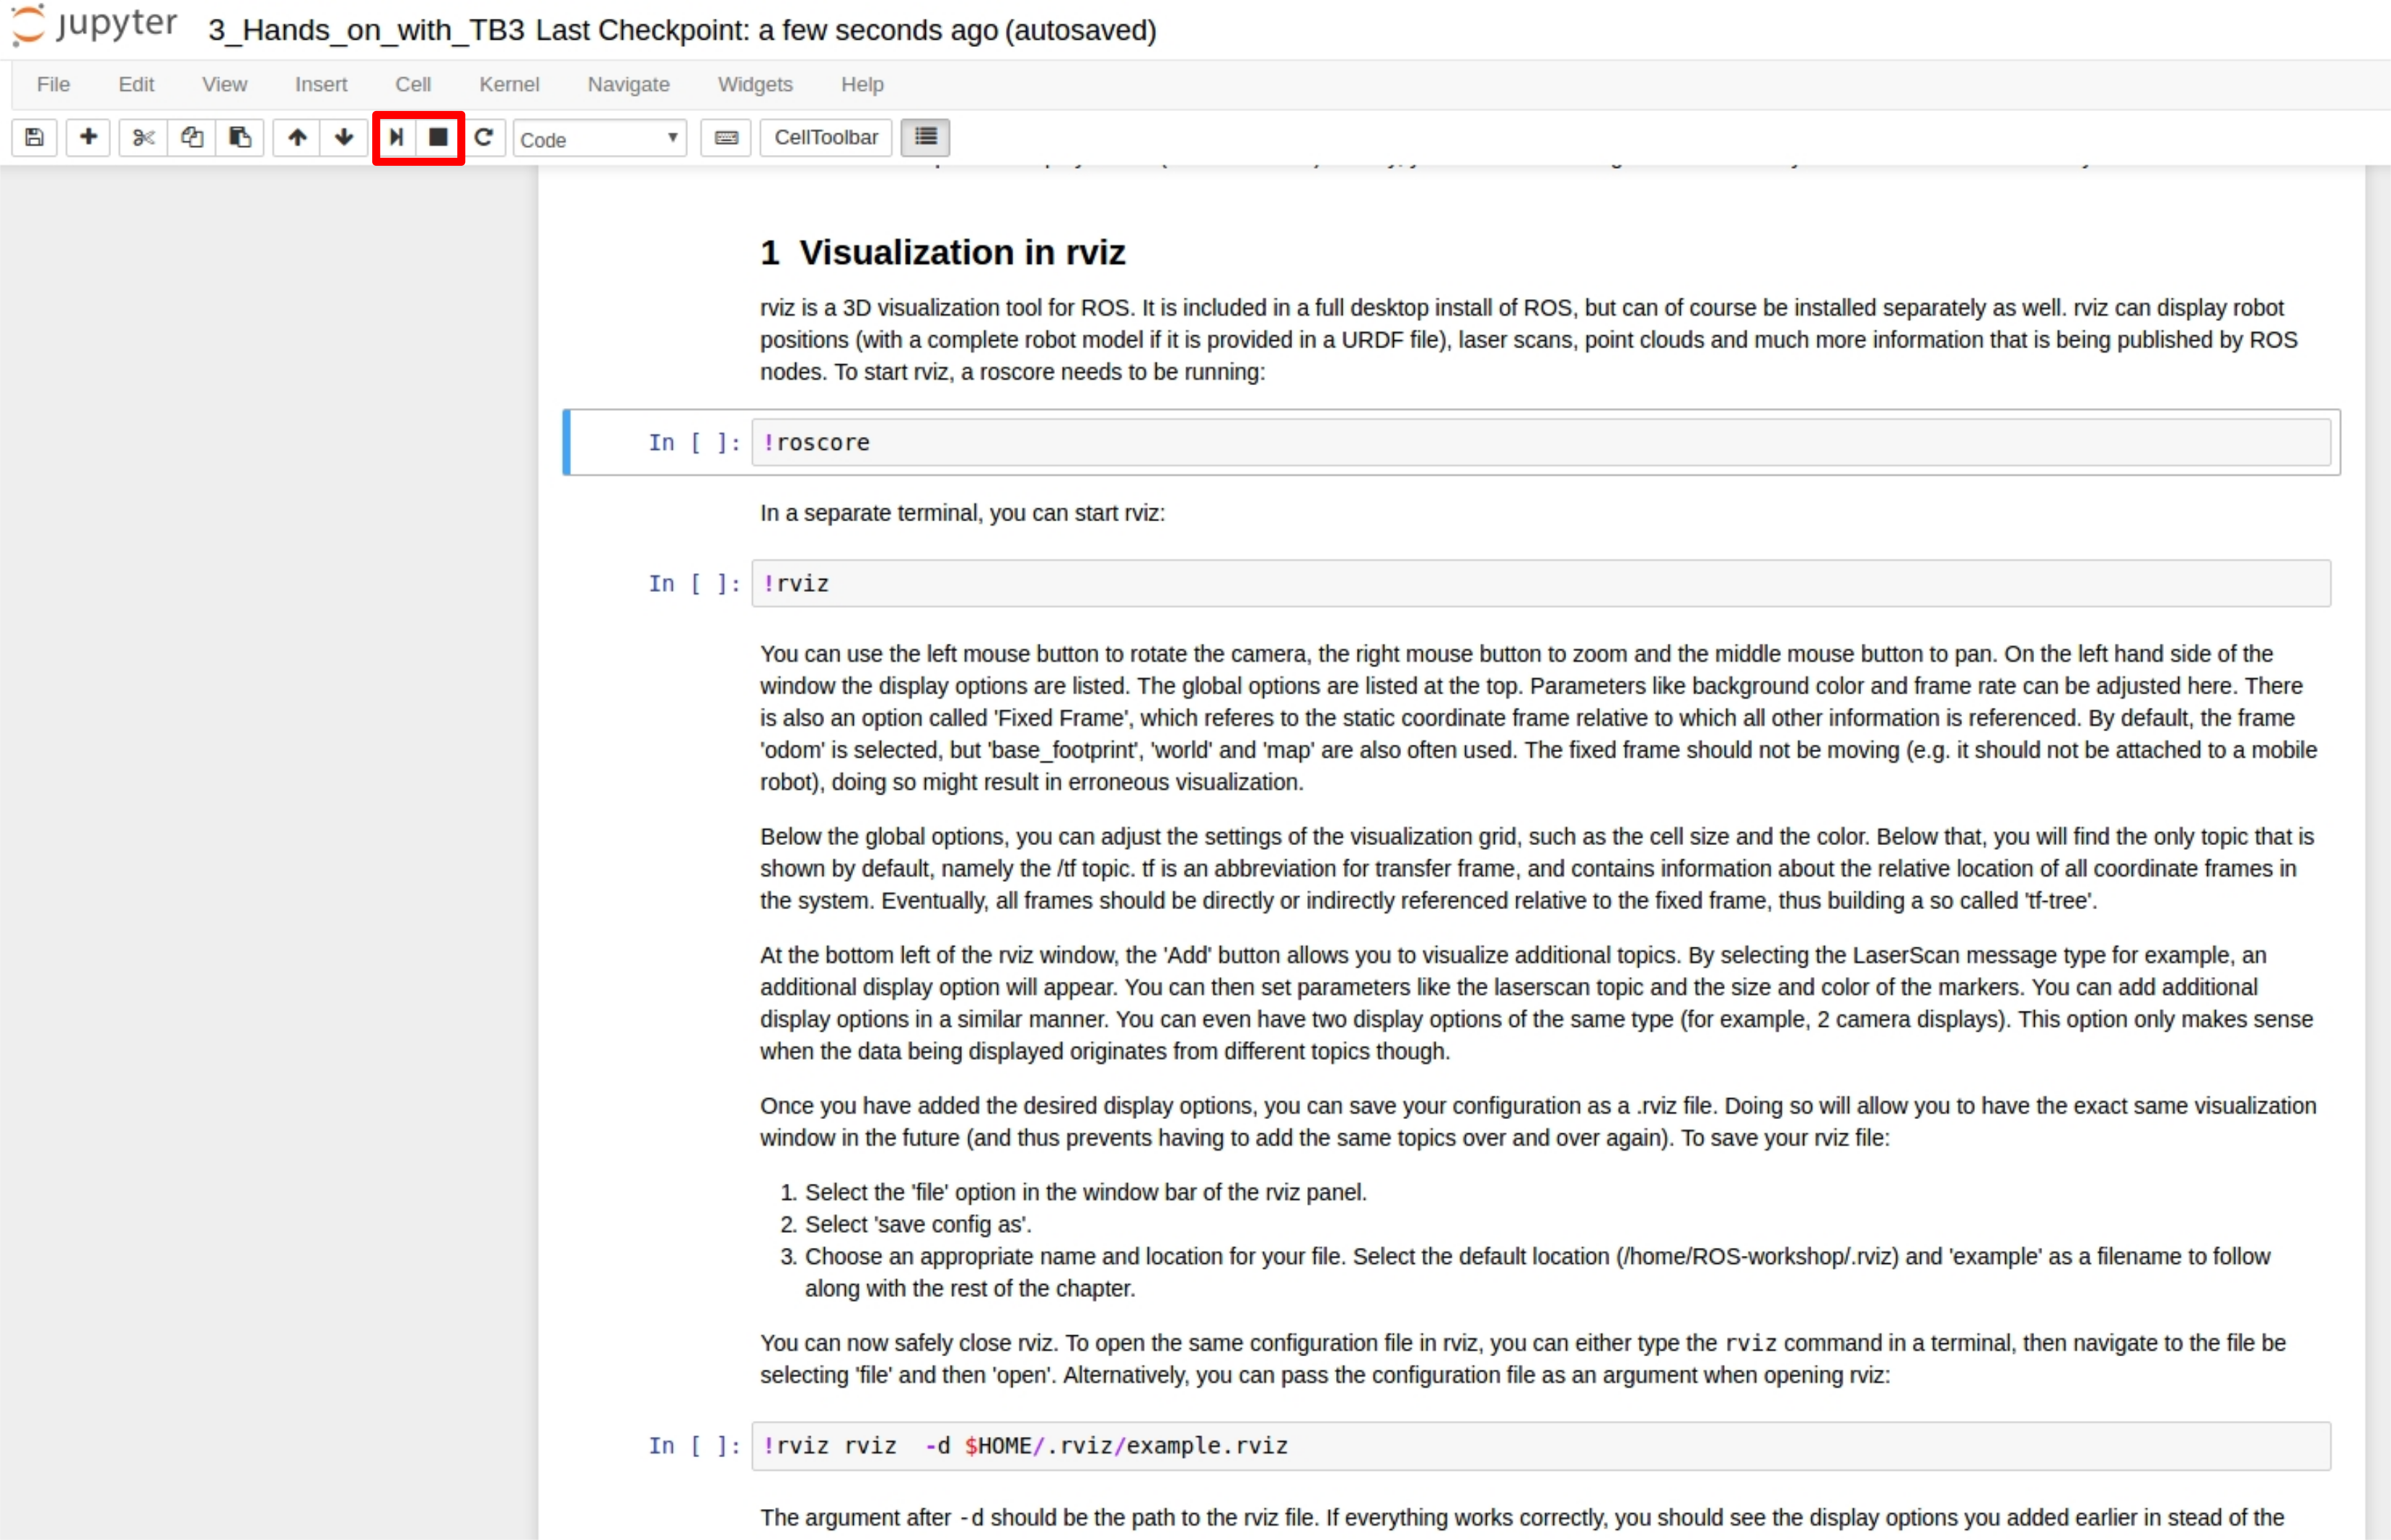 jupyter 3_Hands_on_with_TB3 Last Checkpoint: a few seconds ago (autosaved)
File Edit View Insert Cell Kernel Navigate Widgets Help
Code CellToolbar
1 Visualization in rviz
rviz is a 3D visualization tool for ROS. It is included in a full desktop install of ROS, but can of course be installed separately as well. rviz can display robot
positions (with a complete robot model if it is provided in a URDF file), laser scans, point clouds and much more information that is being published by ROS
nodes. To start rviz, a roscore needs to be running:
In [ ]: !roscore
In a separate terminal, you can start rviz:
In [ ]: !rviz
You can use the left mouse button to rotate the camera, the right mouse button to zoom and the middle mouse button to pan. On the left hand side of the
window the display options are listed. The global options are listed at the top. Parameters like background color and frame rate can be adjusted here. There
is also an option called 'Fixed Frame', which referes to the static coordinate frame relative to which all other information is referenced. By default, the frame
'odom' is selected, but 'base_footprint', 'world' and 'map' are also often used. The fixed frame should not be moving (e.g. it should not be attached to a mobile
robot), doing so might result in erroneous visualization.
Below the global options, you can adjust the settings of the visualization grid, such as the cell size and the color. Below that, you will find the only topic that is
shown by default, namely the /tf topic. tf is an abbreviation for transfer frame, and contains information about the relative location of all coordinate frames in
the system. Eventually, all frames should be directly or indirectly referenced relative to the fixed frame, thus building a so called 'tf-tree'.
At the bottom left of the rviz window, the 'Add' button allows you to visualize additional topics. By selecting the LaserScan message type for example, an
additional display option will appear. You can then set parameters like the laserscan topic and the size and color of the markers. You can add additional
display options in a similar manner. You can even have two display options of the same type (for example, 2 camera displays). This option only makes sense
when the data being displayed originates from different topics though.
Once you have added the desired display options, you can save your configuration as a .rviz file. Doing so will allow you to have the exact same visualization
window in the future (and thus prevents having to add the same topics over and over again). To save your rviz file:
1. Select the 'file' option in the window bar of the rviz panel.
2. Select 'save config as'.
3. Choose an appropriate name and location for your file. Select the default location (/home/ROS-workshop/.rviz) and 'example' as a filename to follow
along with the rest of the chapter.
You can now safely close rviz. To open the same configuration file in rviz, you can either type the rviz command in a terminal, then navigate to the file be
selecting 'file' and then 'open'. Alternatively, you can pass the configuration file as an argument when opening rviz:
In [ ]: !rviz rviz  -d $HOME/.rviz/example.rviz
The argument after -d should be the path to the rviz file. If everything works correctly, you should see the display options you added earlier in stead of the